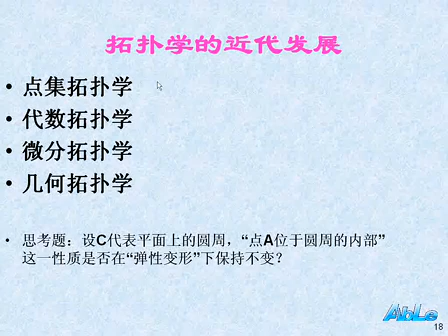 拓扑学的近代发展
• 点集拓扑学
• 代数拓扑学
• 微分拓扑学
• 几何拓扑学
• 思考题：设C代表平面上的圆周，“点A位于圆周的内部”
这一性质是否在“弹性变形”下保持不变？
AbLe
18